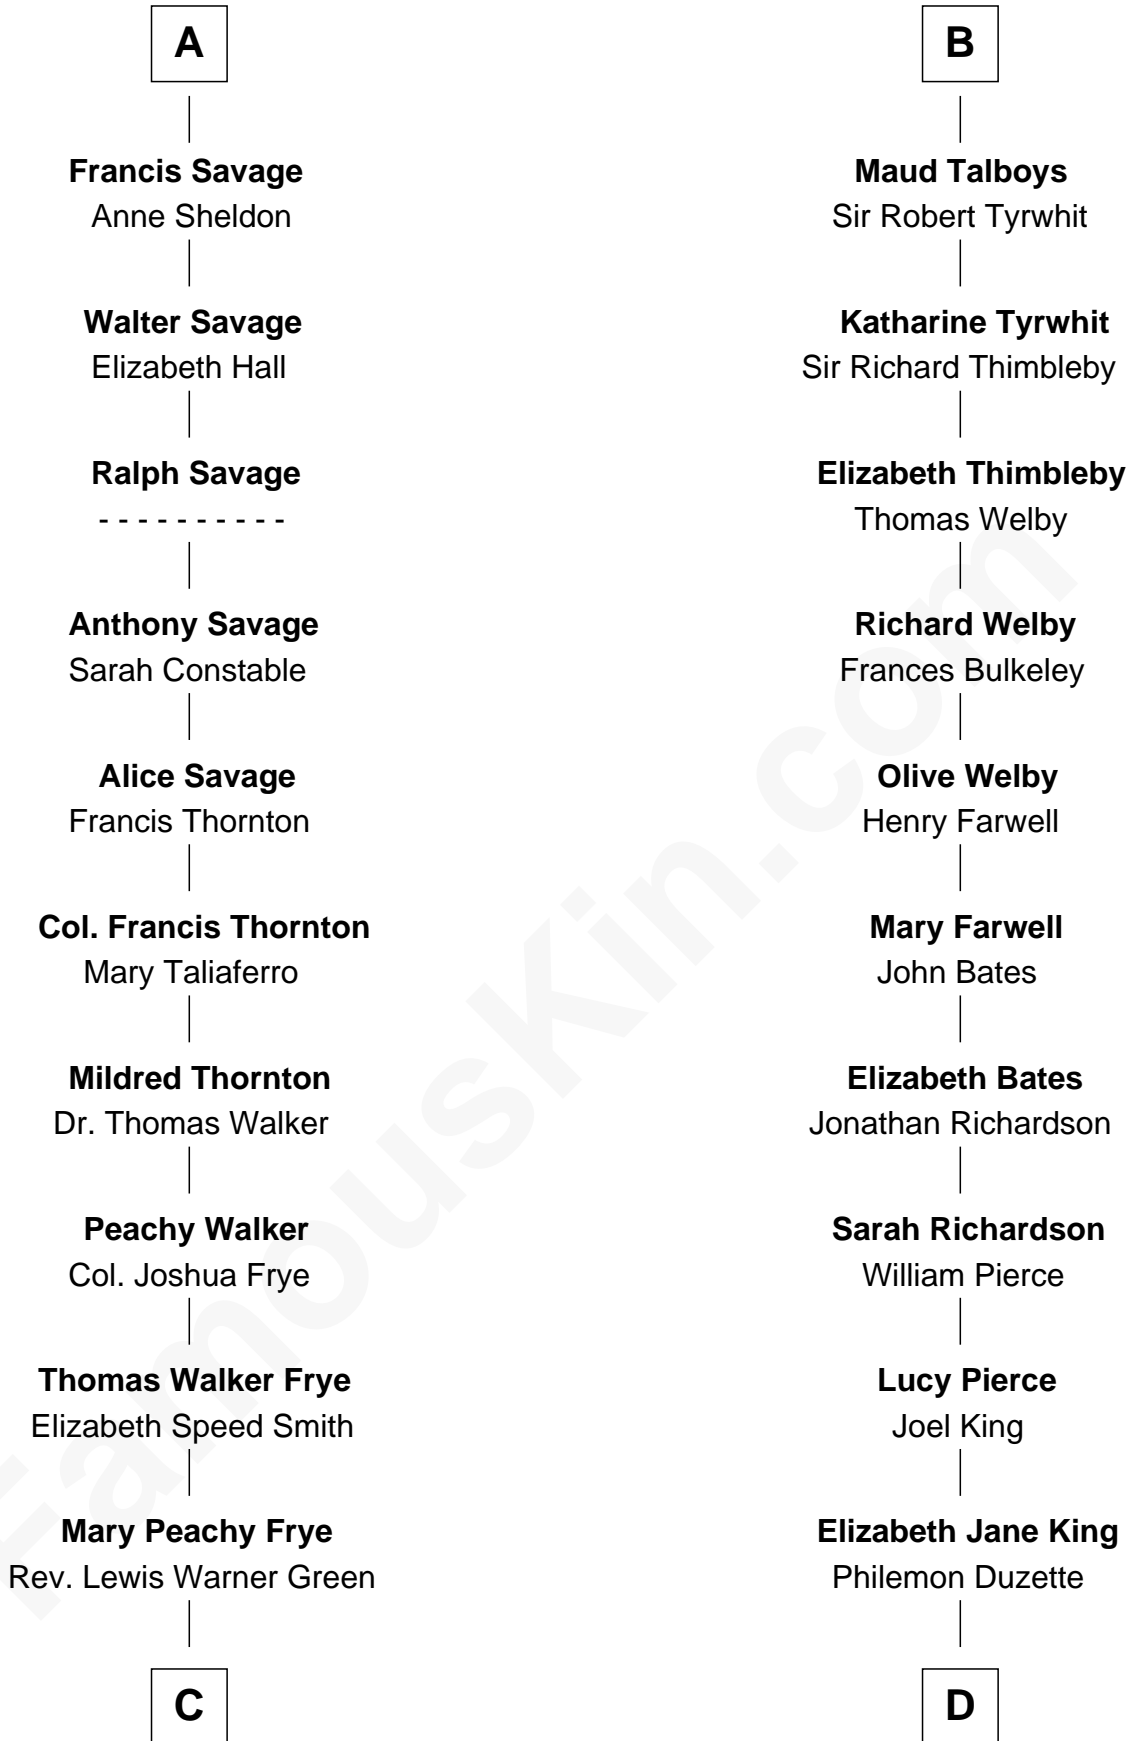 A
Francis Savage
Anne Sheldon
Walter Savage
Elizabeth Hall
Ralph Savage
- - - - - - - - - -
Anthony Savage
Sarah Constable
Alice Savage
Francis Thornton
Col. Francis Thornton
Mary Taliaferro
Mildred Thornton
Dr. Thomas Walker
Peachy Walker
Col. Joshua Frye
Thomas Walker Frye
Elizabeth Speed Smith
Mary Peachy Frye
Rev. Lewis Warner Green
C
B
Maud Talboys
Sir Robert Tyrwhit
Katharine Tyrwhit
Sir Richard Thimbleby
Elizabeth Thimbleby
Thomas Welby
Richard Welby
Frances Bulkeley
Olive Welby
Henry Farwell
Mary Farwell
John Bates
Elizabeth Bates
Jonathan Richardson
Sarah Richardson
William Pierce
Lucy Pierce
Joel King
Elizabeth Jane King
Philemon Duzette
D
FamousKin.com